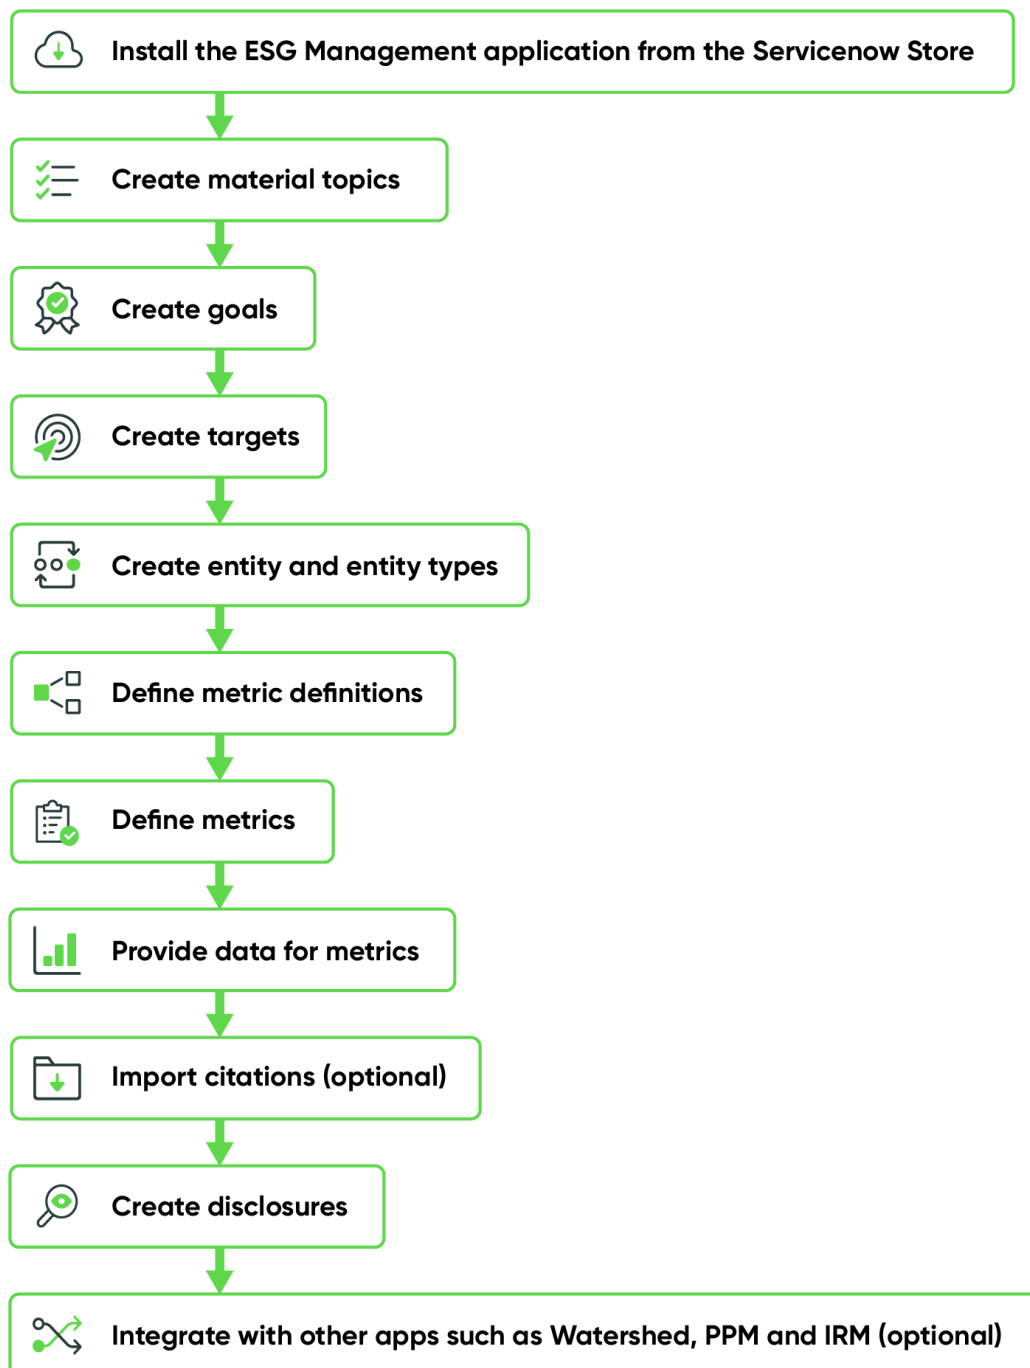 Install the ESG Management application from the Servicenow Store
Create material topics
Create goals
Create targets
Create entity and entity types
Define metric definitions
Define metrics
Provide data for metrics
Import citations (optional)
Create disclosures
Integrate with other apps such as Watershed, PPM and IRM (optional)